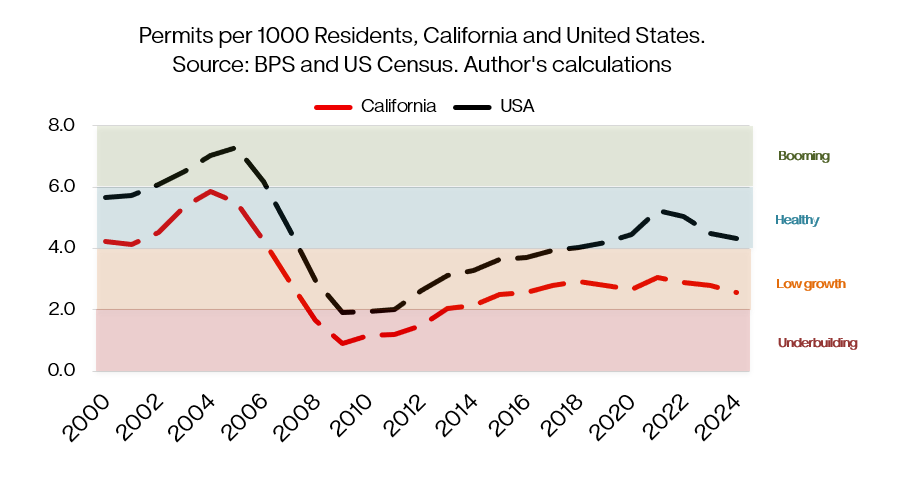 Permits per 1000 Residents, California and United States.
Source: BPS and US Census. Author's calculations
California USA
8.0
Booming
6.0
Healthy
4.0
Low growth
2.0
Underbuilding
0.0
2000 2002 2004 2006 2008 2010 2012 2014 2016 2018 2020 2022 2024